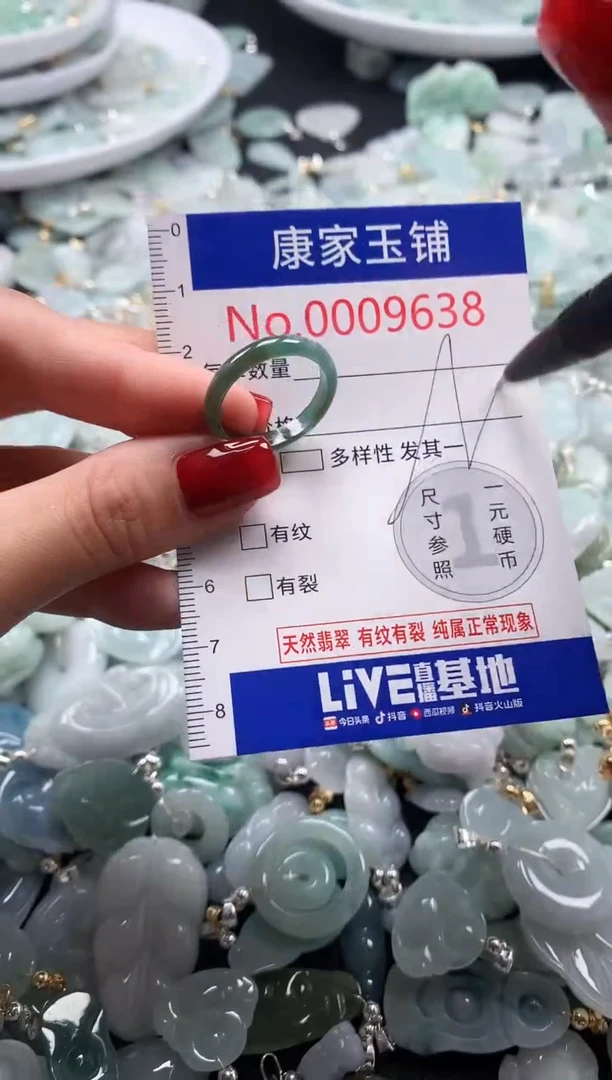 康家玉铺
No.0009638
数量
多样性 发其一
尺寸参照
一元硬币
1
有纹
有裂
天然翡翠 有纹有裂 纯属正常现象
LiVE直播基地
头条 今日头条 抖音 西瓜视频 抖音火山版
0
1
2
6
7
8